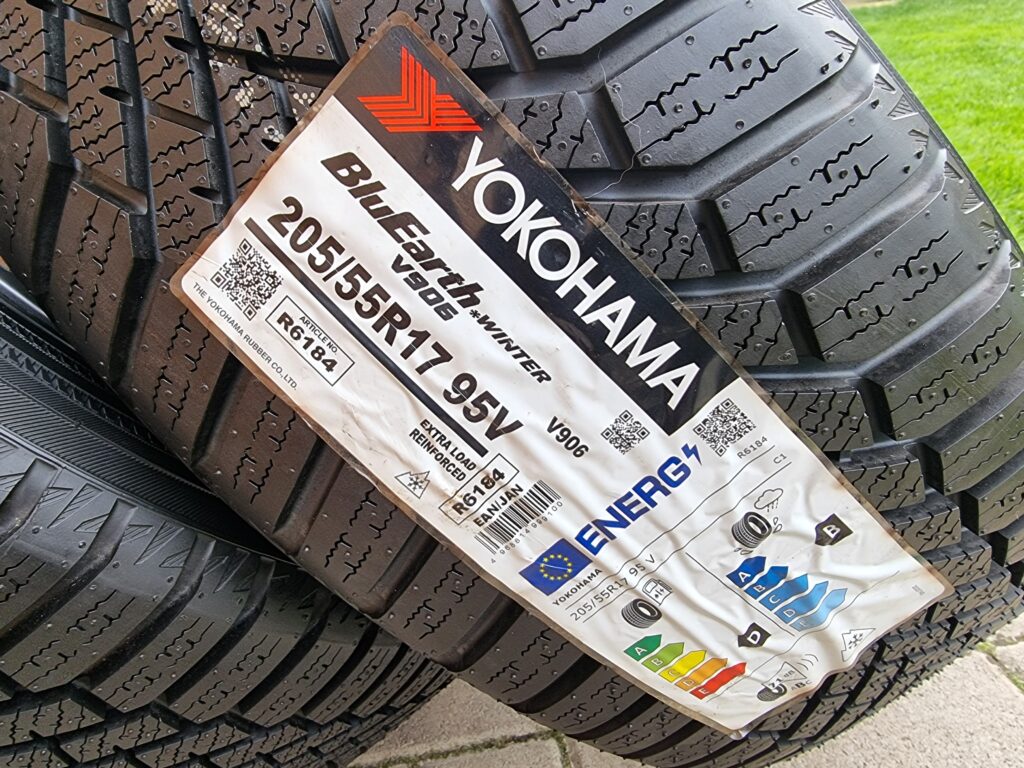 YOKOHAMA
BluEarth*WINTER
V906
205/55R17 95V
THE YOKOHAMA RUBBER CO.,LTD.
ARTICLE NO.
R6184
EXTRA LOAD
REINFORCED
R6184
EAN/JAN
V906
R6184
ENERG
C1
YOKOHAMA
205/55R17 95 V
A
B
C
D
E
D
A
B
C
D
E
B